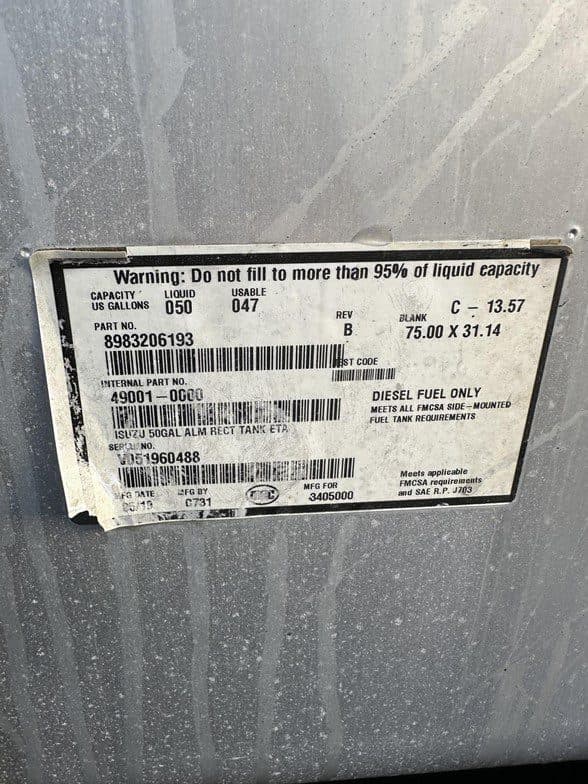 Warning: Do not fill to more than 95% of liquid capacity
CAPACITY LIQUID USABLE
US GALLONS 050 047
REV BLANK C - 13.57
B 75.00 X 31.14
PART NO.
8983206193
TEST CODE
INTERNAL PART NO.
49001-0000
DIESEL FUEL ONLY
MEETS ALL FMCSA SIDE-MOUNTED
FUEL TANK REQUIREMENTS
ISUZU 50GAL ALM RECT TANK ETA
SERIAL NO.
V051960488
Meets applicable
FMCSA requirements
and SAE R.P. J703
MFG DATE MFG BY MFG FOR
05/19 0731 3405000